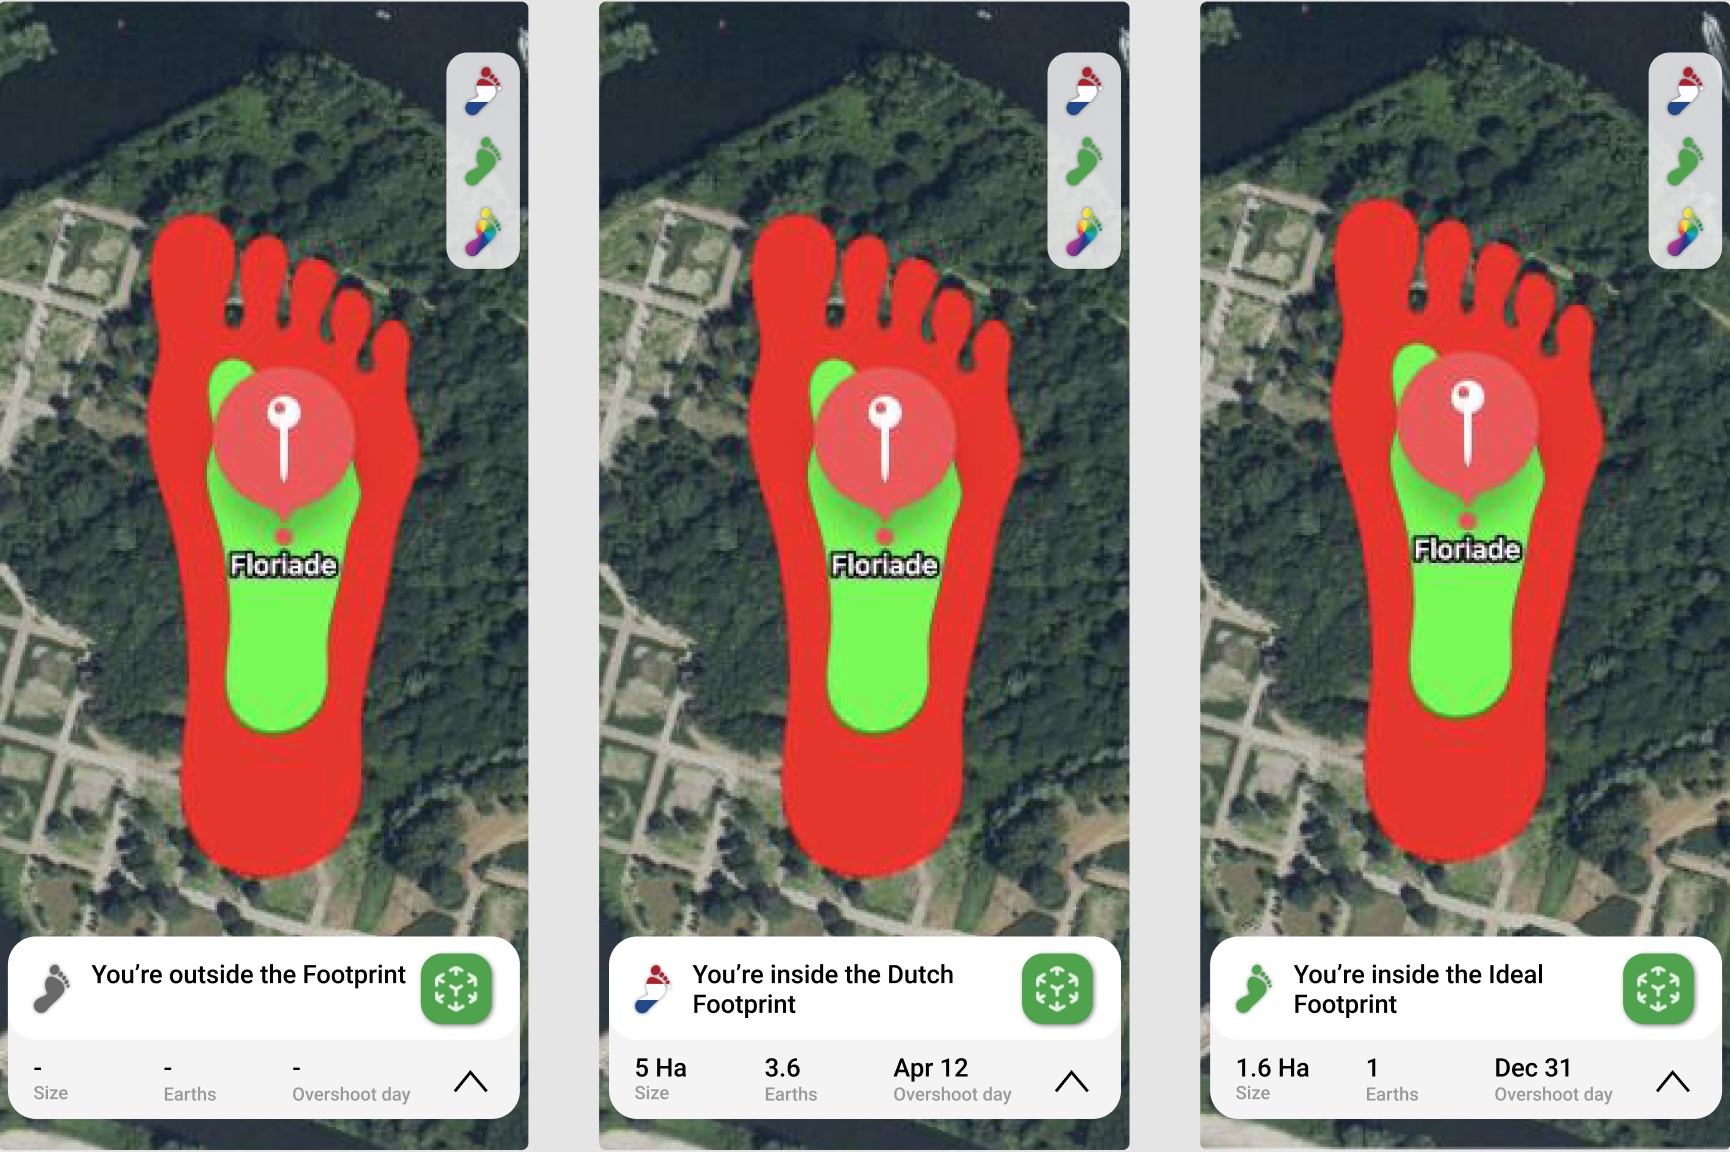 Floriade
You're outside the Footprint
-
-
-
Size
Earths
Overshoot day
Floriade
You're inside the Dutch
Footprint
5 Ha
3.6
Apr 12
Size
Earths
Overshoot day
Floriade
You're inside the Ideal
Footprint
1.6 Ha
1
Dec 31
Size
Earths
Overshoot day